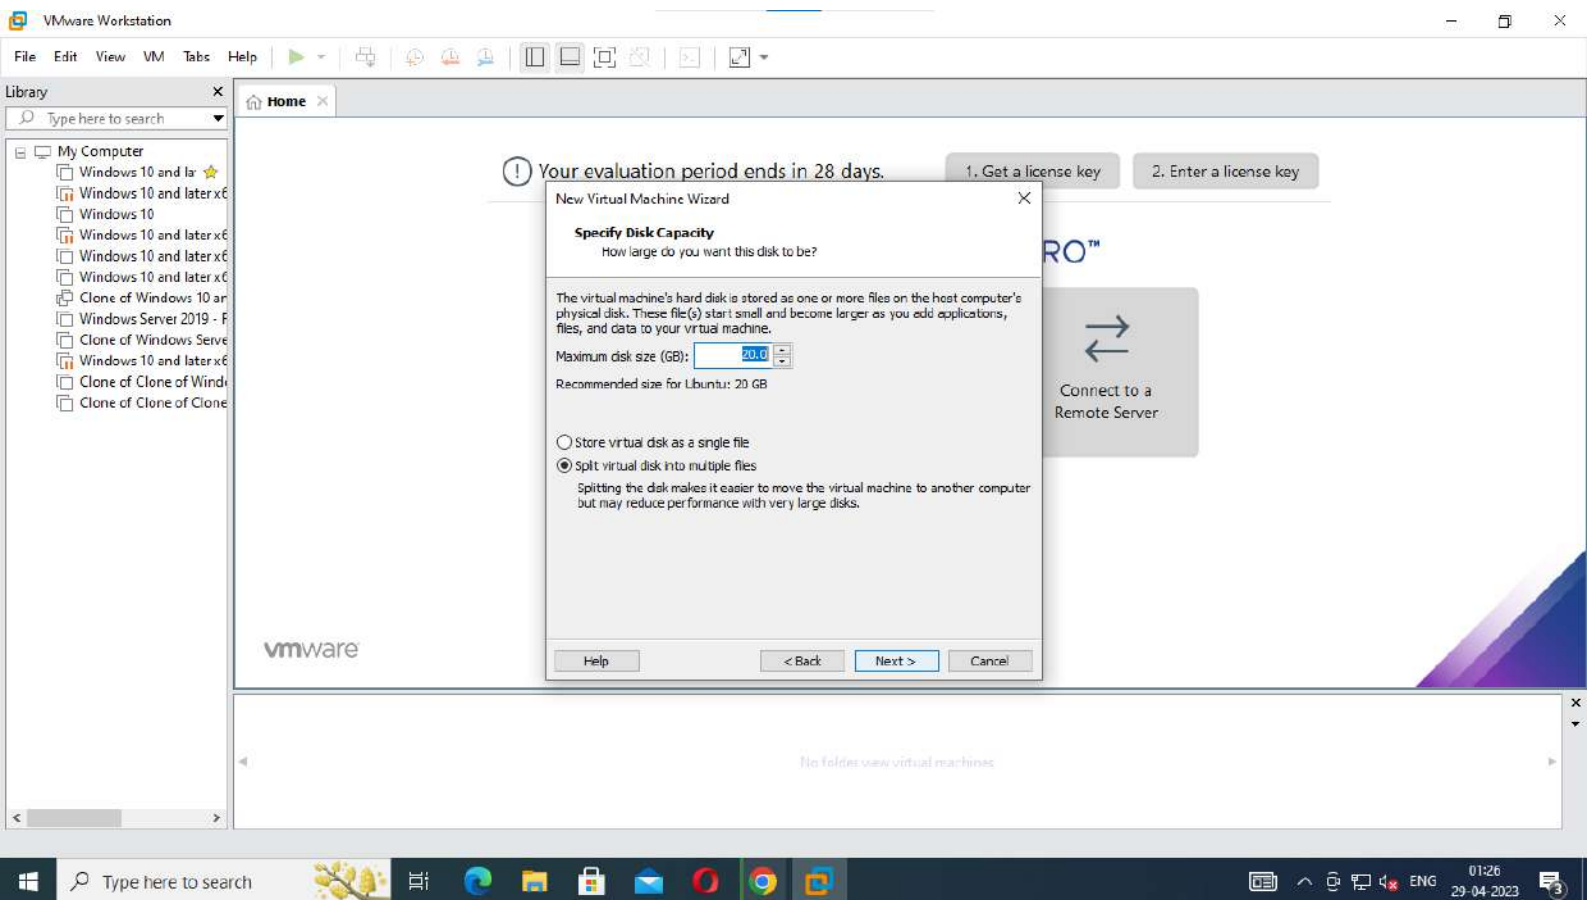 VMware Workstation
File Edit View VM Tabs Help
Library
Type here to search
My Computer
Windows 10 and lat
Windows 10 and later x6
Windows 10
Windows 10 and later x6
Windows 10 and later x6
Windows 10 and later x6
Clone of Windows 10 an
Windows Server 2019 - F
Clone of Windows Serve
Windows 10 and later x6
Clone of Clone of Wind
Clone of Clone of Clone
Home
Your evaluation period ends in 28 days.
1. Get a license key
2. Enter a license key
RO™
Connect to a
Remote Server
New Virtual Machine Wizard
Specify Disk Capacity
How large do you want this disk to be?
The virtual machine's hard disk is stored as one or more files on the host computer's
physical disk. These file(s) start small and become larger as you add applications,
files, and data to your virtual machine.
Maximum disk size (GB): 20.0
Recommended size for Ubuntu: 20 GB
Store virtual disk as a single file
Split virtual disk into multiple files
Splitting the disk makes it easier to move the virtual machine to another computer
but may reduce performance with very large disks.
Help
< Back
Next >
Cancel
vmware
No folder view virtual machines
Type here to search
ENG
01:26
29-04-2023
3